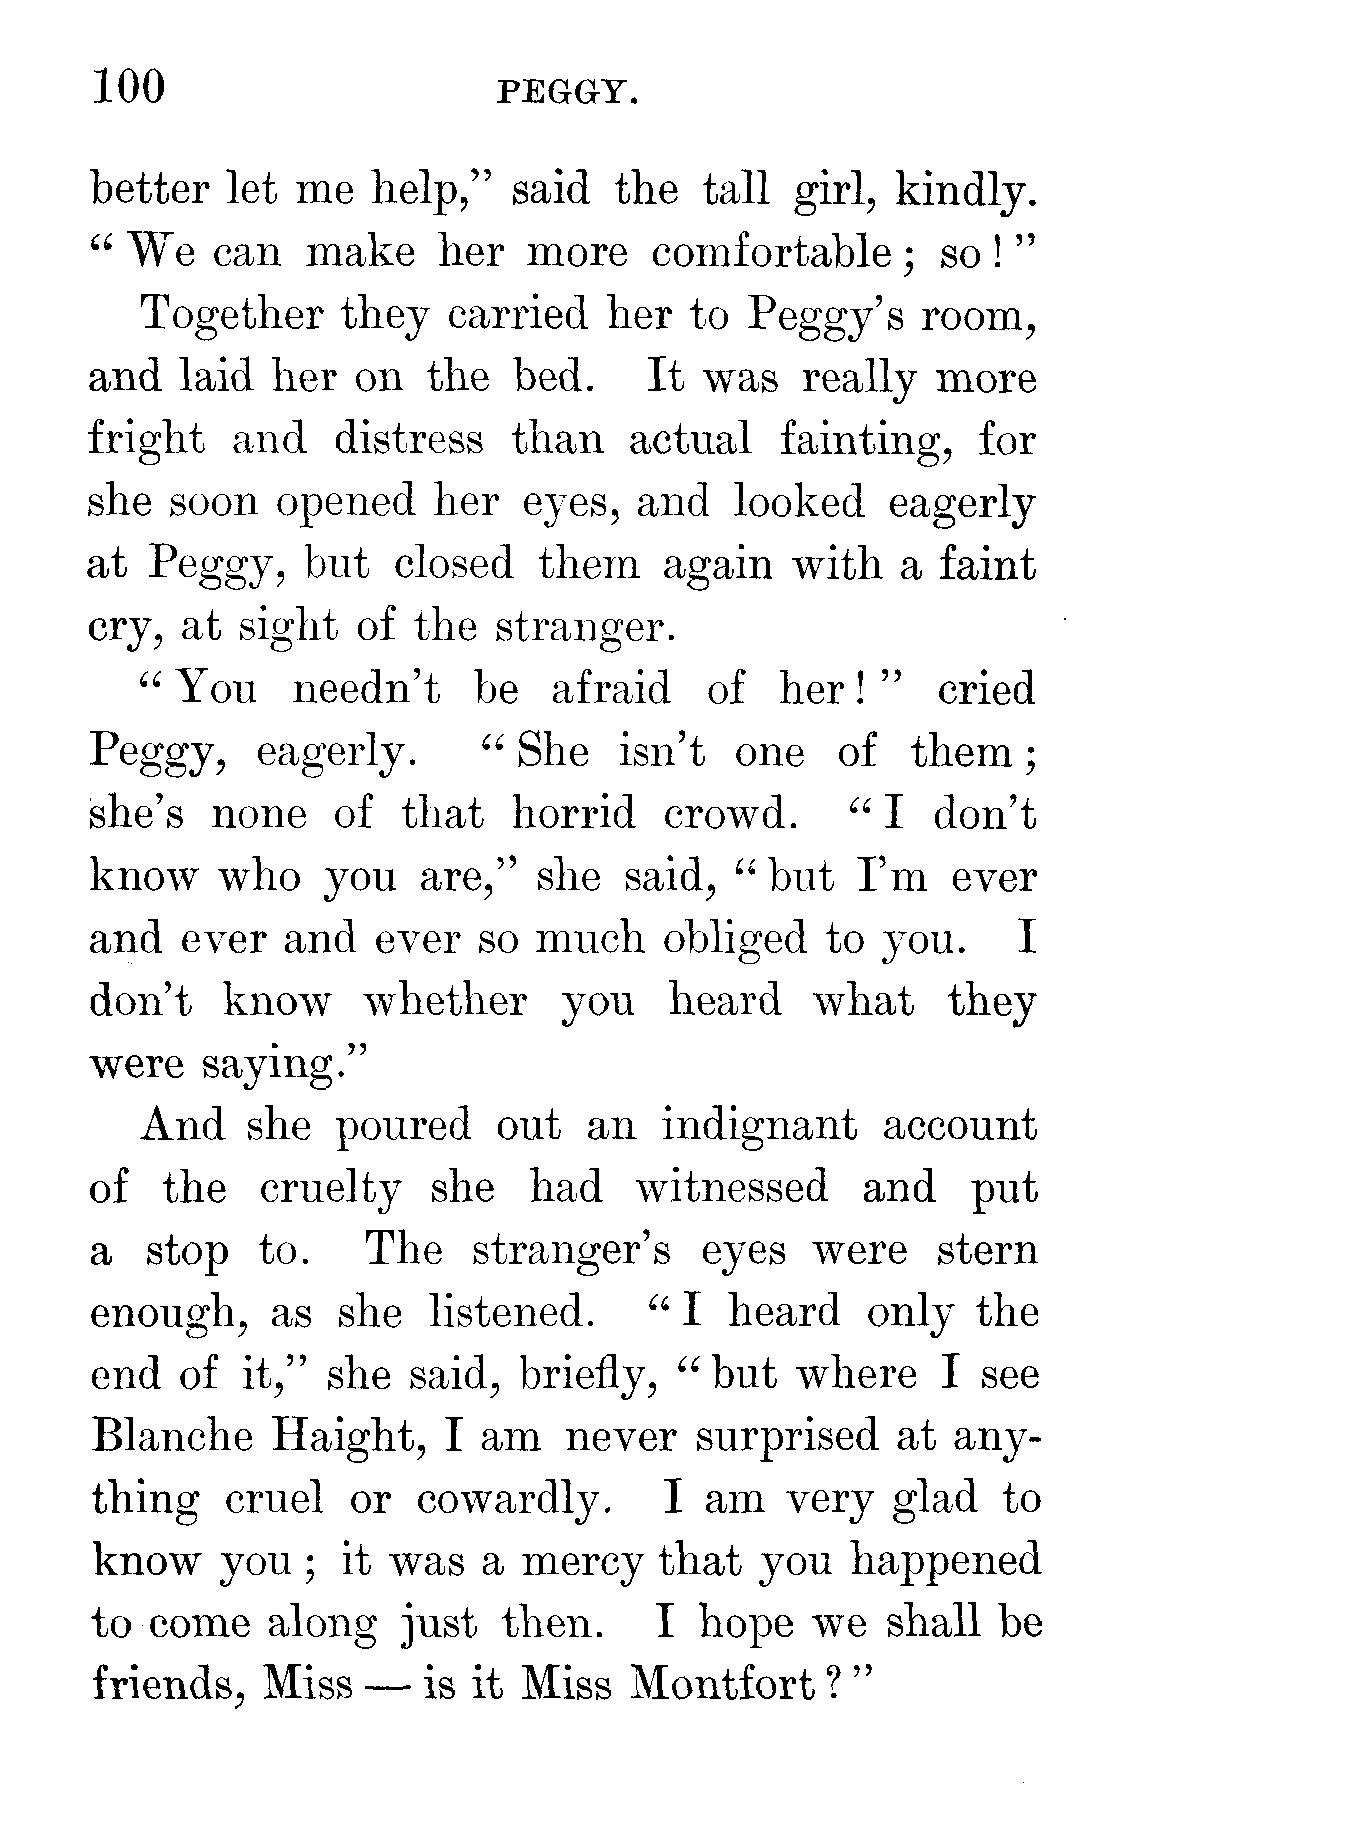 100 PEGGY.
better let me help,” said the tall girl, kindly.
“ We can make her more comfortable ; so ! ”
Together they carried her to Peggy’s room,
and laid her on the bed. It was really more
fright and distress than actual fainting, for
she soon opened her eyes, and looked eagerly
at Peggy, but closed them again with a faint
cry, at sight of the stranger.
“ You needn’t be afraid of her ! ” cried
Peggy, eagerly. “ She isn’t one of them ;
she’s none of that horrid crowd. “ I don’t
know who you are,” she said, “ but I’m ever
and ever and ever so much obliged to you. I
don’t know whether you heard what they
were saying.”
And she poured out an indignant account
of the cruelty she had witnessed and put
a stop to. The stranger’s eyes were stern
enough, as she listened. “ I heard only the
end of it,” she said, briefly, “ but where I see
Blanche Haight, I am never surprised at any-
thing cruel or cowardly. I am very glad to
know you ; it was a mercy that you happened
to come along just then. I hope we shall be
friends, Miss — is it Miss Montfort ? ”